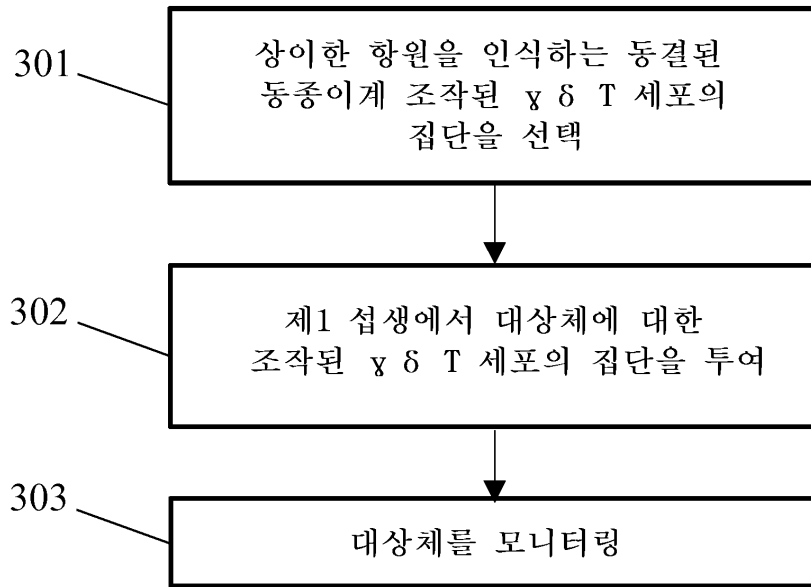 301
상이한 항원을 인식하는 동결된
동종이계 조작된 ɣ δ T 세포의
집단을 선택
302
제1 섭생에서 대상체에 대한
조작된 ɣ δ T 세포의 집단을 투여
303
대상체를 모니터링